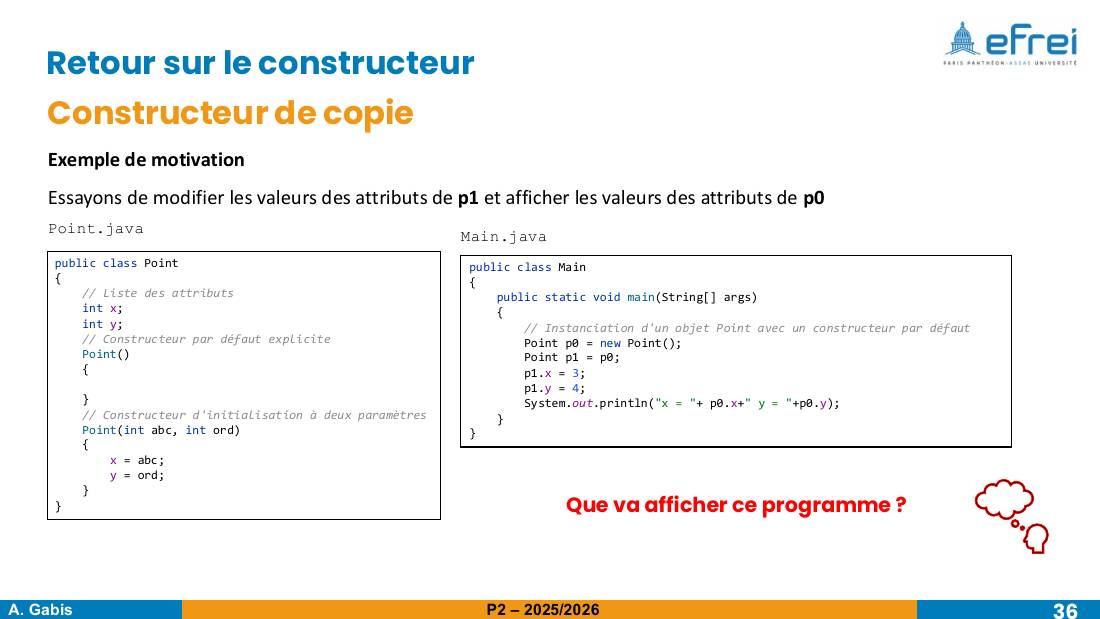 efrei
PARIS PANTHÉON-ASSAS UNIVERSITÉ
Retour sur le constructeur
Constructeur de copie
Exemple de motivation
Essayons de modifier les valeurs des attributs de p1 et afficher les valeurs des attributs de p0
Point.java
public class Point
{
    // Liste des attributs
    int x;
    int y;
    // Constructeur par défaut explicite
    Point()
    {

    }
    // Constructeur d'initialisation à deux paramètres
    Point(int abc, int ord)
    {
        x = abc;
        y = ord;
    }
}
Main.java
public class Main
{
    public static void main(String[] args)
    {
        // Instanciation d'un objet Point avec un constructeur par défaut
        Point p0 = new Point();
        Point p1 = p0;
        p1.x = 3;
        p1.y = 4;
        System.out.println("x = "+ p0.x+" y = "+p0.y);
    }
}
Que va afficher ce programme ?
A. Gabis
P2 – 2025/2026
36